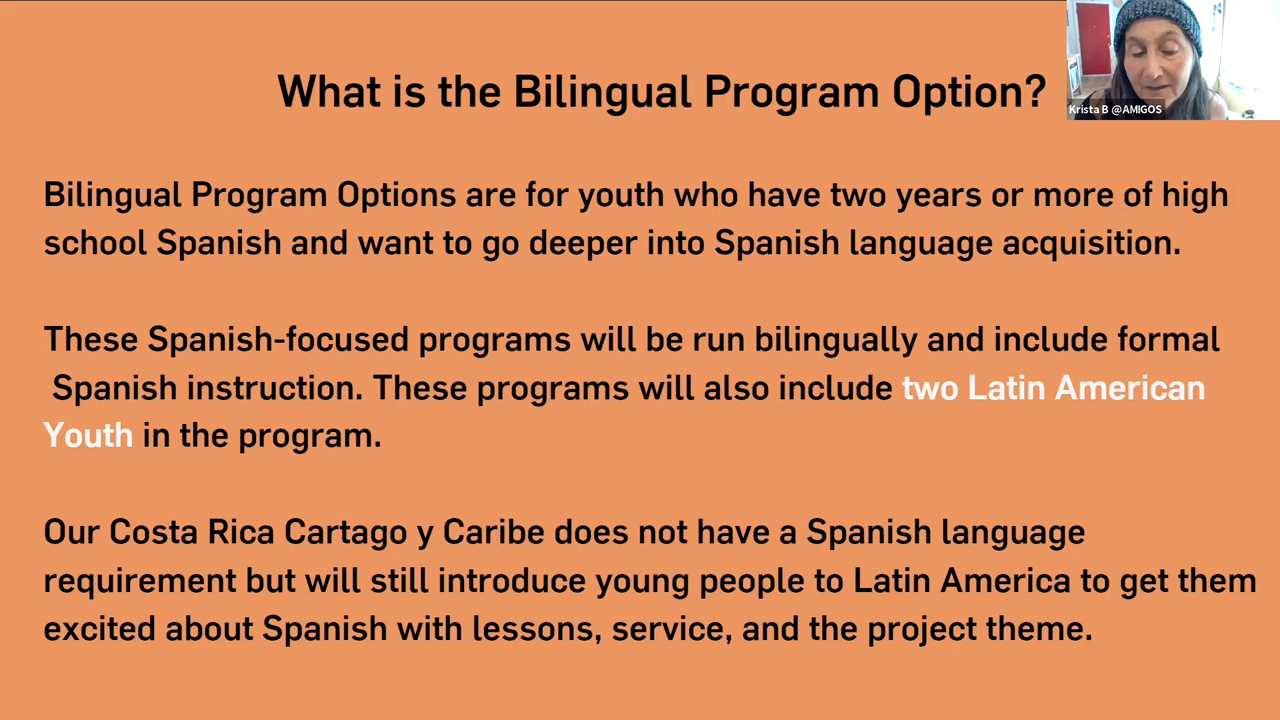 What is the Bilingual Program Option?
Krista B @AMIGOS
Bilingual Program Options are for youth who have two years or more of high
school Spanish and want to go deeper into Spanish language acquisition.
These Spanish-focused programs will be run bilingually and include formal
Spanish instruction. These programs will also include two Latin American
Youth in the program.
Our Costa Rica Cartago y Caribe does not have a Spanish language
requirement but will still introduce young people to Latin America to get them
excited about Spanish with lessons, service, and the project theme.